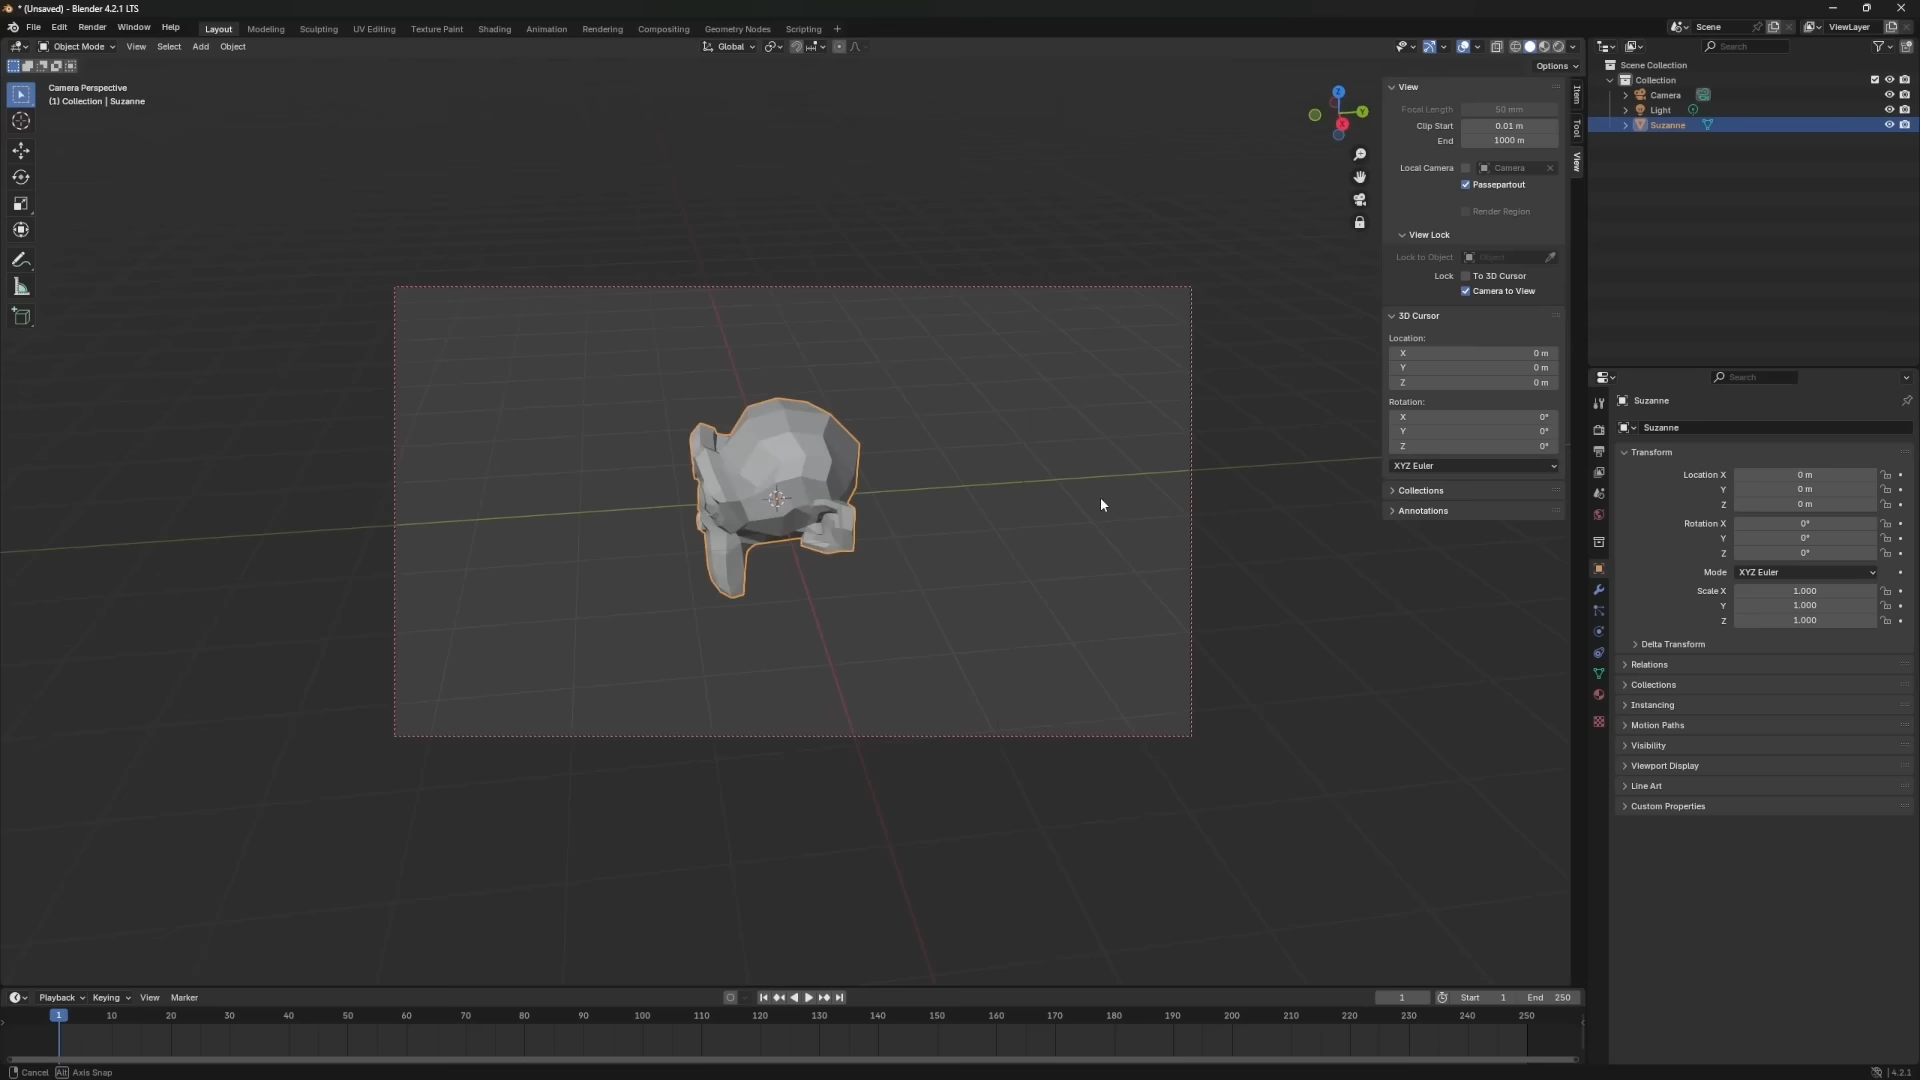 * (Unsaved) - Blender 4.2.1 LTS
File Edit Render Window Help Layout Modeling Sculpting UV Editing Texture Paint Shading Animation Rendering Compositing Geometry Nodes Scripting + Scene ViewLayer
Object Mode View Select Add Object Global Search
Options
Camera Perspective
(1) Collection | Suzanne
Z
Y
X
View
Focal Length 50 mm
Clip Start 0.01 m
End 1000 m
Local Camera Camera
Passepartout
Render Region
View Lock
Lock to Object Object
Lock To 3D Cursor
Camera to View
3D Cursor
Location:
X 0 m
Y 0 m
Z 0 m
Rotation:
X 0°
Y 0°
Z 0°
XYZ Euler
Collections
Annotations
Item
Tool
View
Scene Collection
Collection
Camera
Light
Suzanne
Search
Suzanne
Suzanne
Transform
Location X 0 m
Y 0 m
Z 0 m
Rotation X 0°
Y 0°
Z 0°
Mode XYZ Euler
Scale X 1.000
Y 1.000
Z 1.000
Delta Transform
Relations
Collections
Instancing
Motion Paths
Visibility
Viewport Display
Line Art
Custom Properties
Playback Keying View Marker 1 Start 1 End 250
1 10 20 30 40 50 60 70 80 90 100 110 120 130 140 150 160 170 180 190 200 210 220 230 240 250
Cancel Alt Axis Snap 4.2.1